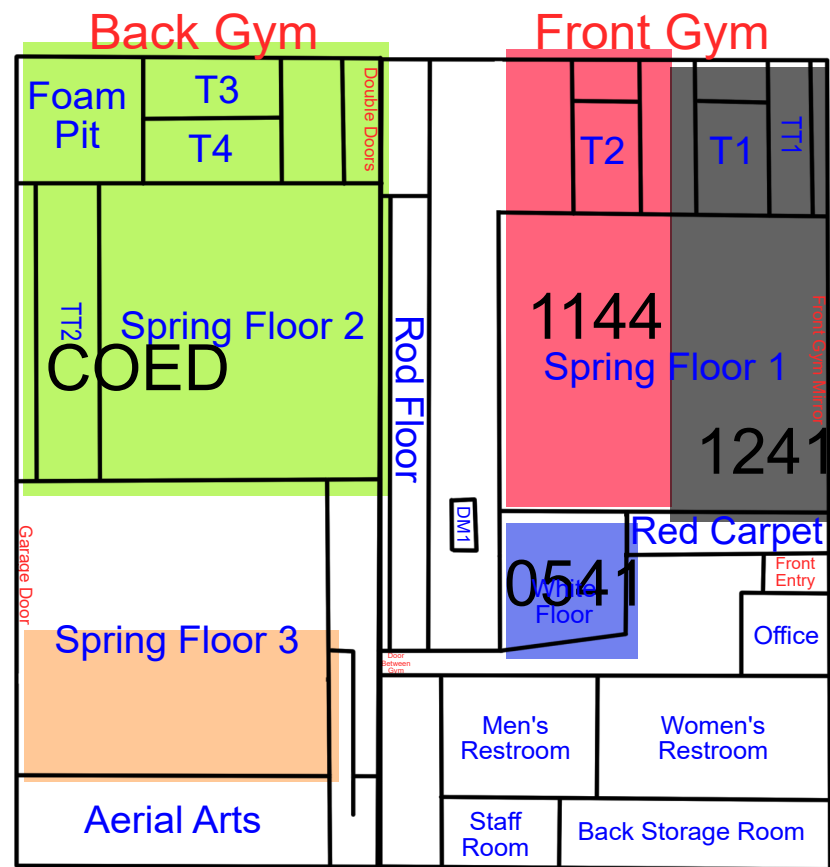 Back Gym
Front Gym
Foam
Pit
T3
T4
Double Doors
T2
T1
TT1
TT2
Spring Floor 2
COED
Rod Floor
1144
Spring Floor 1
Front Gym Mirror
1241
DM1
Red Carpet
Garage Door
0541
White
Floor
Front
Entry
Office
Spring Floor 3
Door
Between
Gym
Men's
Restroom
Women's
Restroom
Aerial Arts
Staff
Room
Back Storage Room